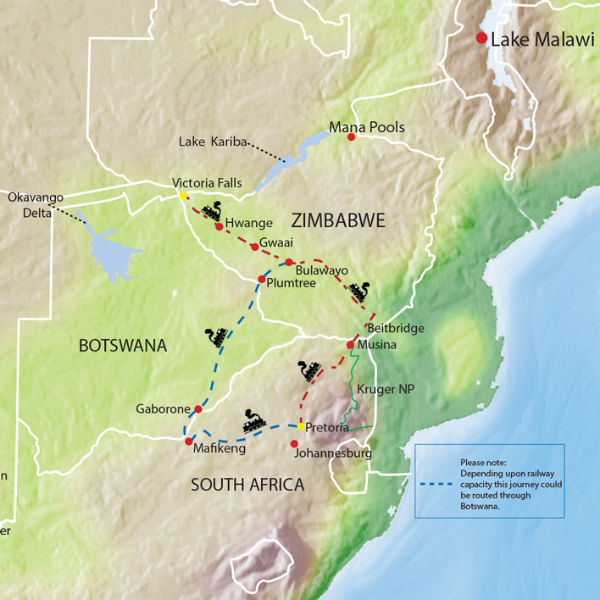 Lake Malawi
Mana Pools
Lake Kariba
Victoria Falls
Okavango
Delta
Hwange
ZIMBABWE
Gwaai
Bulawayo
Plumtree
Beitbridge
Musina
BOTSWANA
Kruger NP
Gaborone
Pretoria
Mafikeng
Johannesburg
SOUTH AFRICA
n
er
Please note:
Depending upon railway
capacity this journey could
be routed through
Botswana.